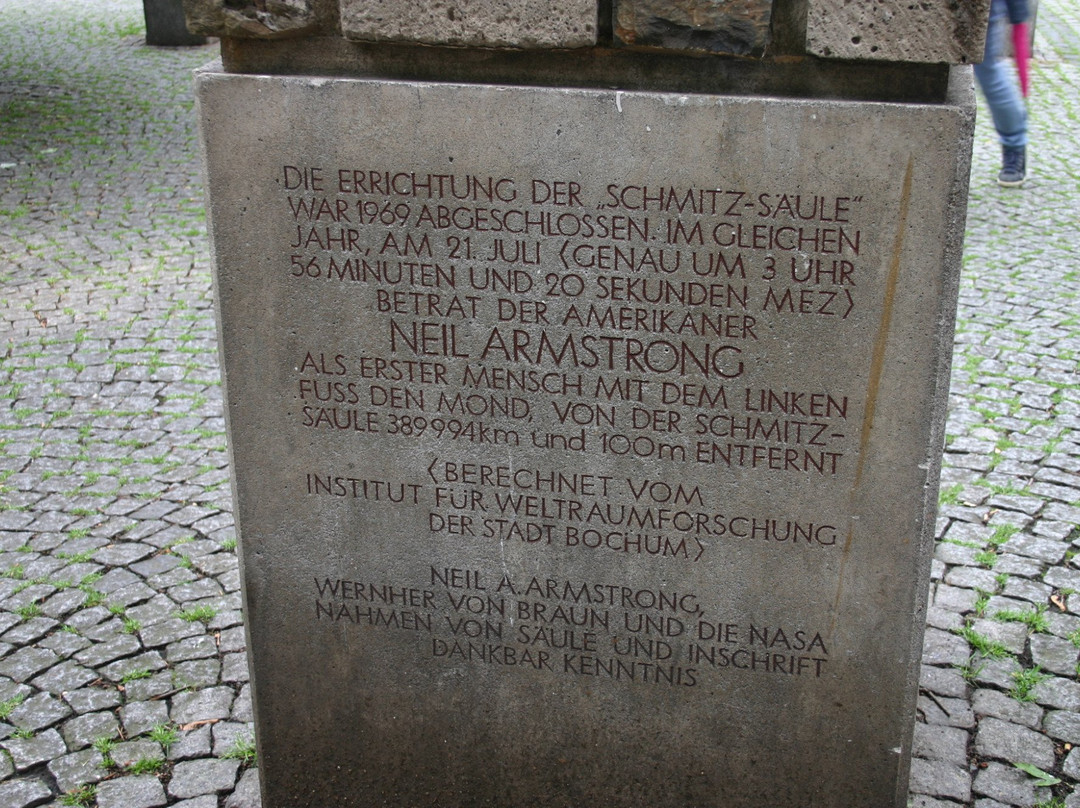 DIE ERRICHTUNG DER „SCHMITZ-SÄULE“
WAR 1969 ABGESCHLOSSEN. IM GLEICHEN
JAHR, AM 21. JULI 〈GENAU UM 3 UHR
56 MINUTEN UND 20 SEKUNDEN MEZ〉
BETRAT DER AMERIKANER
NEIL ARMSTRONG
ALS ERSTER MENSCH MIT DEM LINKEN
FUSS DEN MOND, VON DER SCHMITZ-
SÄULE 389994km und 100m ENTFERNT
〈BERECHNET VOM
INSTITUT FÜR WELTRAUMFORSCHUNG
DER STADT BOCHUM〉
NEIL A. ARMSTRONG,
WERNHER VON BRAUN UND DIE NASA
NAHMEN VON SÄULE UND INSCHRIFT
DANKBAR KENNTNIS